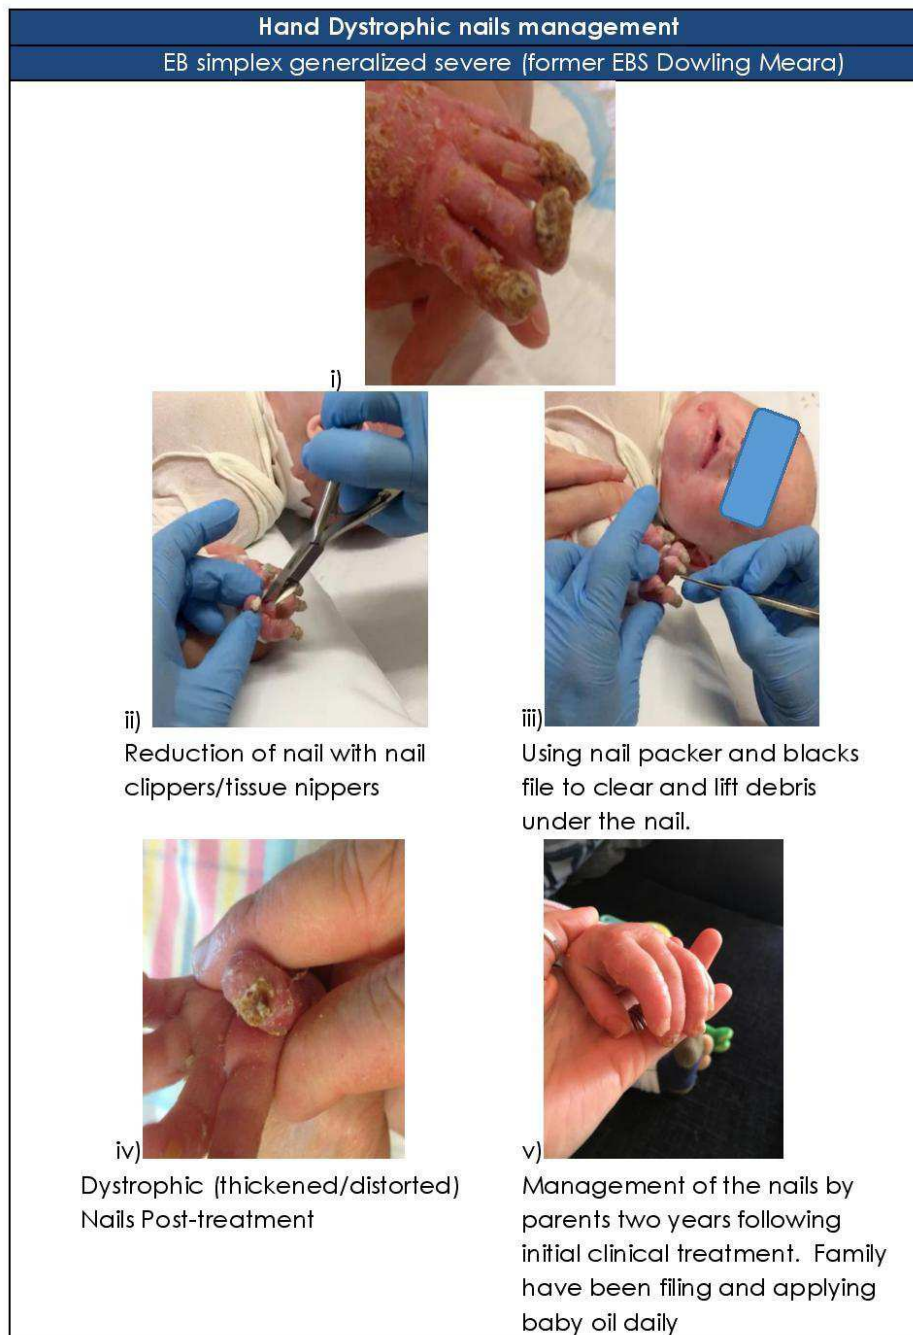 Hand Dystrophic nails management
EB simplex generalized severe (former EBS Dowling Meara)
i)
ii)
Reduction of nail with nail
clippers/tissue nippers
iii)
Using nail packer and blacks
file to clear and lift debris
under the nail.
iv)
Dystrophic (thickened/distorted)
Nails Post-treatment
v)
Management of the nails by
parents two years following
initial clinical treatment.  Family
have been filing and applying
baby oil daily